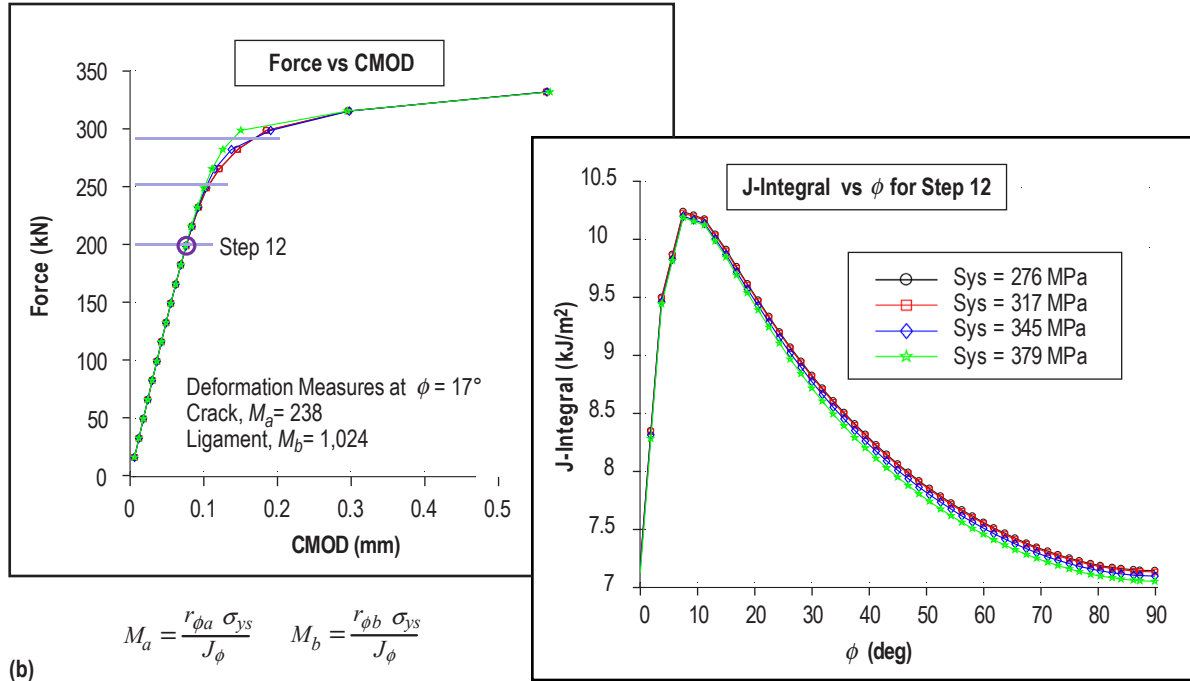 Force vs CMOD
350
300
250
200
150
100
50
0
Force (kN)
Step 12
Deformation Measures at ϕ = 17°
Crack, Ma = 238
Ligament, Mb = 1,024
0 0.1 0.2 0.3 0.4 0.5
CMOD (mm)
J-Integral vs ϕ for Step 12
10.5
10
9.5
9
8.5
8
7.5
7
J-Integral (kJ/m²)
Sys = 276 MPa
Sys = 317 MPa
Sys = 345 MPa
Sys = 379 MPa
0 10 20 30 40 50 60 70 80 90
ϕ (deg)
Ma = rϕa σys / Jϕ Mb = rϕb σys / Jϕ
(b)